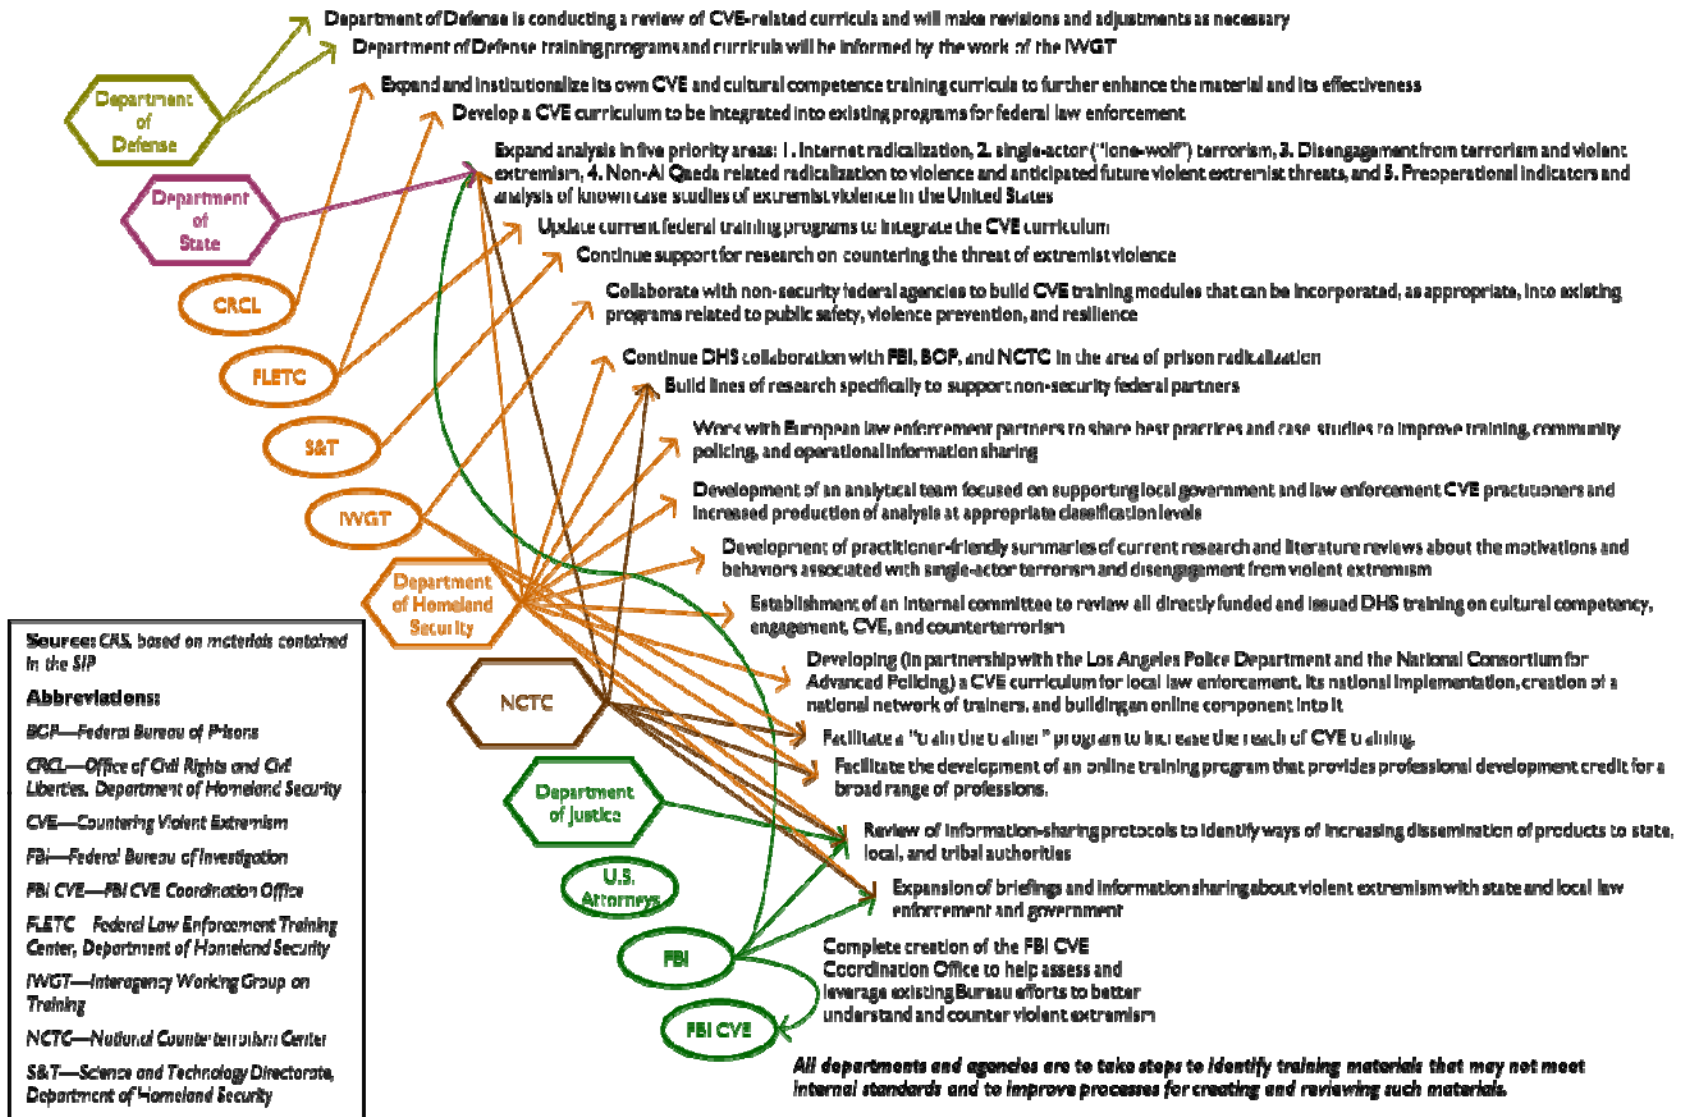 Department of Defense is conducting a review of CVE-related curricula and will make revisions and adjustments as necessary
Department of Defense training programs and curricula will be informed by the work of the IWGT
Department
of
Defense
Expand and institutionalize its own CVE and cultural competence training curricula to further enhance the material and its effectiveness
Develop a CVE curriculum to be integrated into existing programs for federal law enforcement
Expand analysis in five priority areas: 1. Internet radicalization, 2. single-actor ("lone-wolf") terrorism, 3. Disengagement from terrorism and violent
extremism, 4. Non-Al Qaeda related radicalization to violence and anticipated future violent extremist threats, and 5. Preoperational indicators and
analysis of known case studies of extremist violence in the United States
Department
of
State
Update current federal training programs to integrate the CVE curriculum
Continue support for research on countering the threat of extremist violence
CRCL
Collaborate with non-security federal agencies to build CVE training modules that can be incorporated, as appropriate, into existing
programs related to public safety, violence prevention, and resilience
Continue DHS collaboration with FBI, BOP, and NCTC in the area of prison radicalization
FLETC
Build lines of research specifically to support non-security federal partners
S&T
Work with European law enforcement partners to share best practices and case studies to improve training, community
policing, and operational information sharing
IWGT
Development of an analytical team focused on supporting local government and law enforcement CVE practitioners and
increased production of analysis at appropriate classification levels
Development of practitioner-friendly summaries of current research and literature reviews about the motivations and
behaviors associated with single-actor terrorism and disengagement from violent extremism
Department
of Homeland
Security
Establishment of an internal committee to review all directly funded and issued DHS training on cultural competency,
engagement, CVE, and counterterrorism
Developing (in partnership with the Los Angeles Police Department and the National Consortium for
Advanced Policing) a CVE curriculum for local law enforcement, its national implementation, creation of a
national network of trainers, and building an online component into it
NCTC
Facilitate a "train the trainer" program to increase the reach of CVE training.
Facilitate the development of an online training program that provides professional development credit for a
broad range of professions.
Department
of Justice
Review of information-sharing protocols to identify ways of increasing dissemination of products to state,
local, and tribal authorities
U.S.
Attorneys
Expansion of briefings and information sharing about violent extremism with state and local law
enforcement and government
FBI
Complete creation of the FBI CVE
Coordination Office to help assess and
leverage existing Bureau efforts to better
understand and counter violent extremism
FBI CVE
All departments and agencies are to take steps to identify training materials that may not meet
internal standards and to improve processes for creating and reviewing such materials.
Source: CRS, based on materials contained
in the SIP
Abbreviations:
BOP—Federal Bureau of Prisons
CRCL—Office of Civil Rights and Civil
Liberties, Department of Homeland Security
CVE—Countering Violent Extremism
FBI—Federal Bureau of Investigation
FBI CVE—FBI CVE Coordination Office
FLETC Federal Law Enforcement Training
Center, Department of Homeland Security
IWGT—Interagency Working Group on
Training
NCTC—National Counterterrorism Center
S&T—Science and Technology Directorate,
Department of Homeland Security